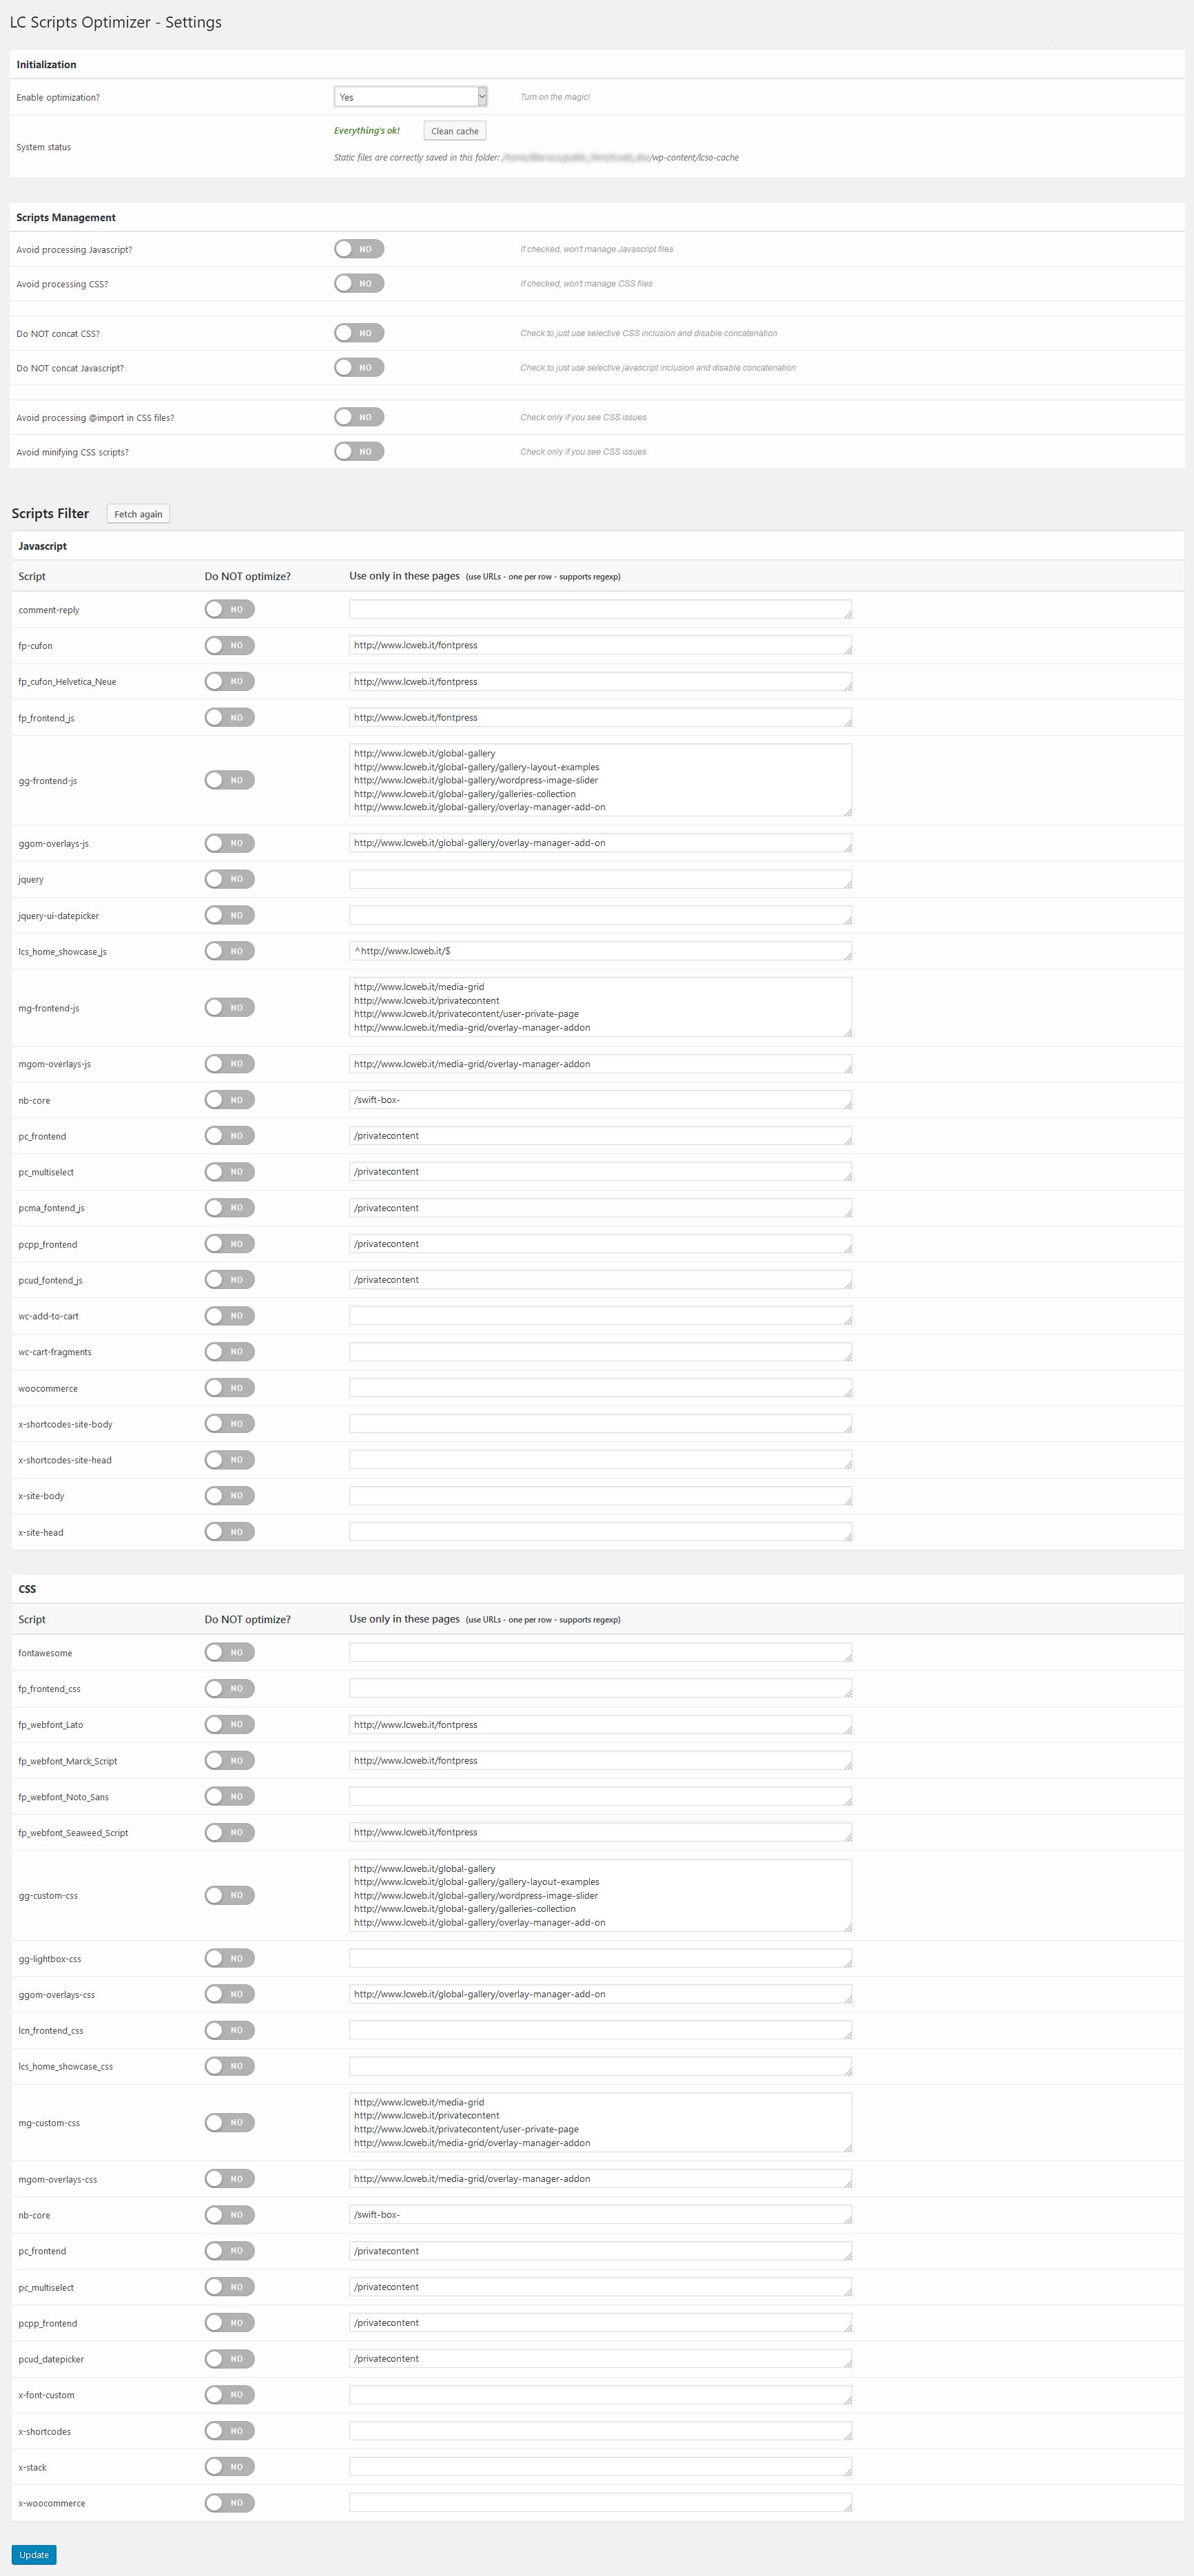 LC Scripts Optimizer - Settings
Initialization
Enable optimization? Yes Turn on the magic!
System status Everything's ok! Clean cache
Static files are correctly saved in this folder: /wp-content/lcso-cache
Scripts Management
Avoid processing Javascript? NO If checked, won't manage Javascript files
Avoid processing CSS? NO If checked, won't manage CSS files
Do NOT concat CSS? NO Check to just use selective CSS inclusion and disable concatenation
Do NOT concat Javascript? NO Check to just use selective javascript inclusion and disable concatenation
Avoid processing @import in CSS files? NO Check only if you see CSS issues
Avoid minifying CSS scripts? NO Check only if you see CSS issues
Scripts Filter Fetch again
Javascript
Script Do NOT optimize? Use only in these pages (use URLs - one per row - supports regexp)
comment-reply NO
fp-cufon NO http://www.lcweb.it/fontpress
fp_cufon_Helvetica_Neue NO http://www.lcweb.it/fontpress
fp_frontend_js NO http://www.lcweb.it/fontpress
gg-frontend-js NO http://www.lcweb.it/global-gallery
http://www.lcweb.it/global-gallery/gallery-layout-examples
http://www.lcweb.it/global-gallery/wordpress-image-slider
http://www.lcweb.it/global-gallery/galleries-collection
http://www.lcweb.it/global-gallery/overlay-manager-add-on
ggom-overlays-js NO http://www.lcweb.it/global-gallery/overlay-manager-add-on
jquery NO
jquery-ui-datepicker NO
lcs_home_showcase_js NO ^http://www.lcweb.it/$
mg-frontend-js NO http://www.lcweb.it/media-grid
http://www.lcweb.it/privatecontent
http://www.lcweb.it/privatecontent/user-private-page
http://www.lcweb.it/media-grid/overlay-manager-addon
mgom-overlays-js NO http://www.lcweb.it/media-grid/overlay-manager-addon
nb-core NO /swift-box-
pc_frontend NO /privatecontent
pc_multiselect NO /privatecontent
pcma_fontend_js NO /privatecontent
pcpp_frontend NO /privatecontent
pcud_fontend_js NO /privatecontent
wc-add-to-cart NO
wc-cart-fragments NO
woocommerce NO
x-shortcodes-site-body NO
x-shortcodes-site-head NO
x-site-body NO
x-site-head NO
CSS
Script Do NOT optimize? Use only in these pages (use URLs - one per row - supports regexp)
fontawesome NO
fp_frontend_css NO
fp_webfont_Lato NO http://www.lcweb.it/fontpress
fp_webfont_Marck_Script NO http://www.lcweb.it/fontpress
fp_webfont_Noto_Sans NO
fp_webfont_Seaweed_Script NO http://www.lcweb.it/fontpress
gg-custom-css NO http://www.lcweb.it/global-gallery
http://www.lcweb.it/global-gallery/gallery-layout-examples
http://www.lcweb.it/global-gallery/wordpress-image-slider
http://www.lcweb.it/global-gallery/galleries-collection
http://www.lcweb.it/global-gallery/overlay-manager-add-on
gg-lightbox-css NO
ggom-overlays-css NO http://www.lcweb.it/global-gallery/overlay-manager-add-on
lcn_frontend_css NO
lcs_home_showcase_css NO
mg-custom-css NO http://www.lcweb.it/media-grid
http://www.lcweb.it/privatecontent
http://www.lcweb.it/privatecontent/user-private-page
http://www.lcweb.it/media-grid/overlay-manager-addon
mgom-overlays-css NO http://www.lcweb.it/media-grid/overlay-manager-addon
nb-core NO /swift-box-
pc_frontend NO /privatecontent
pc_multiselect NO /privatecontent
pcpp_frontend NO /privatecontent
pcud_datepicker NO /privatecontent
x-font-custom NO
x-shortcodes NO
x-stack NO
x-woocommerce NO
Update